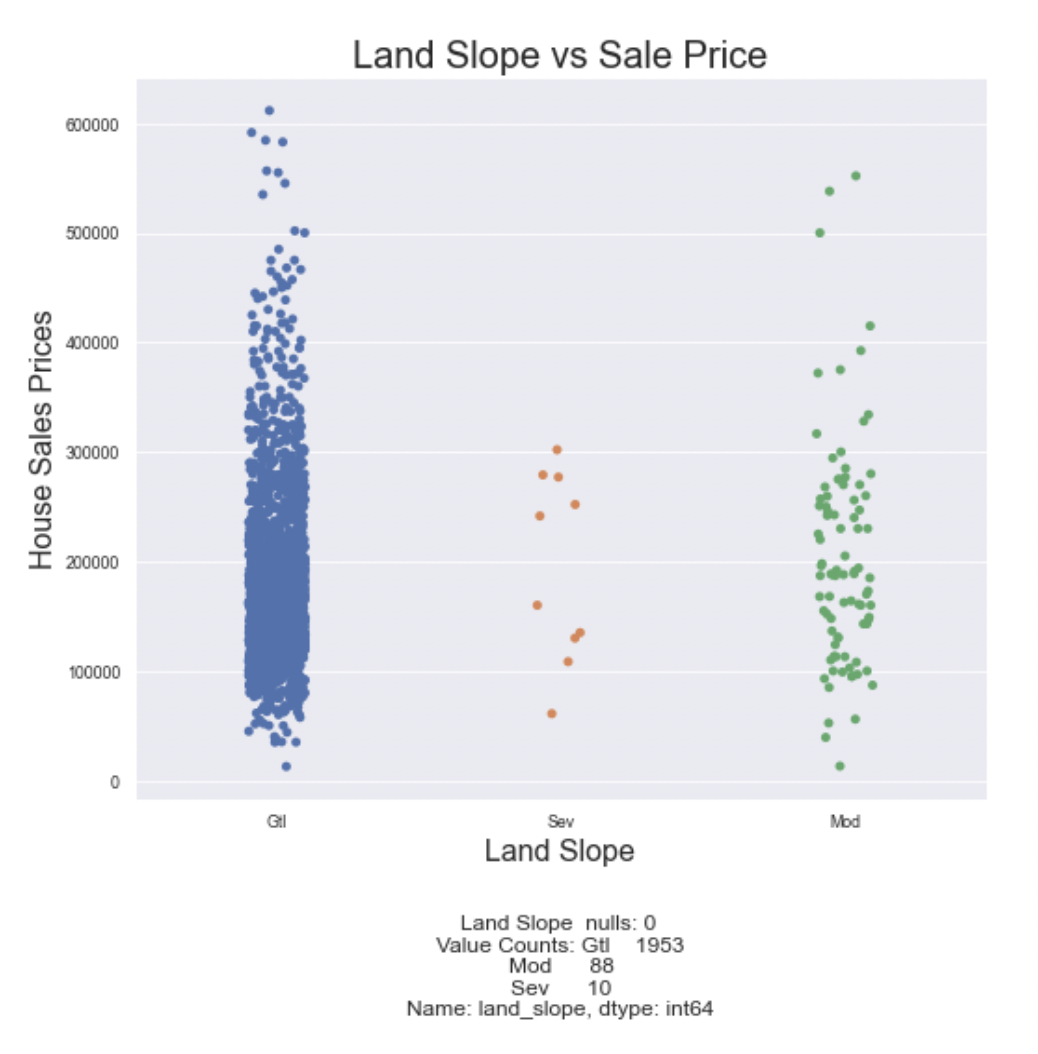 Land Slope vs Sale Price
600000
500000
400000
300000
200000
100000
0
House Sales Prices
Gtl Sev Mod
Land Slope
Land Slope  nulls: 0
Value Counts: Gtl    1953
Mod      88
Sev      10
Name: land_slope, dtype: int64